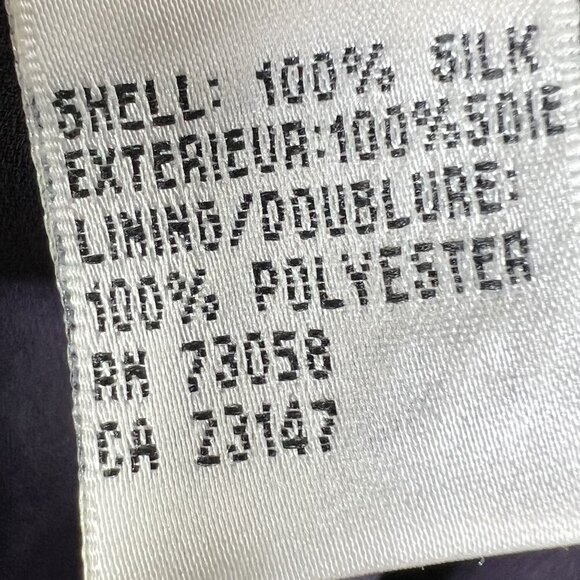 SHELL: 100% SILK
EXTERIEUR:100%SOIE
LINING/DOUBLURE:
100% POLYESTER
RN 73058
CA 23147